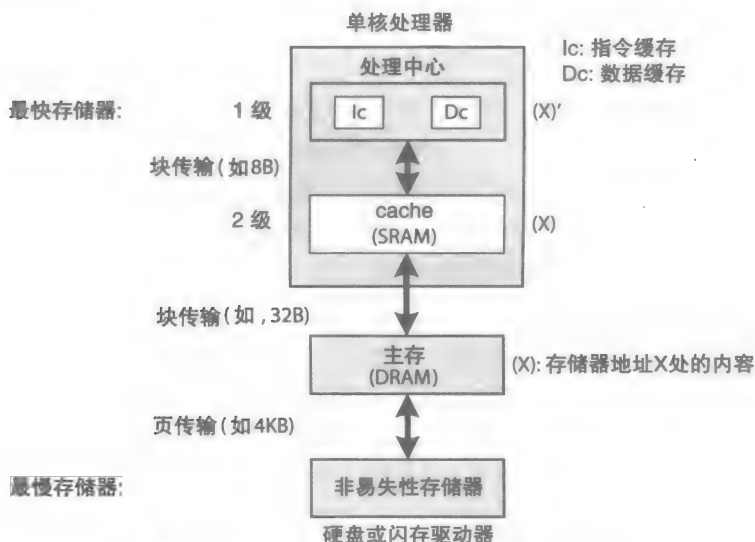 单核处理器
Ic: 指令缓存
Dc: 数据缓存
处理中心
最快存储器:
1 级
Ic
Dc
(X)′
块传输(如8B)
2 级
cache
(SRAM)
(X)
块传输(如,32B)
主存
(DRAM)
(X): 存储器地址X处的内容
页传输(如4KB)
最慢存储器:
非易失性存储器
硬盘或闪存驱动器